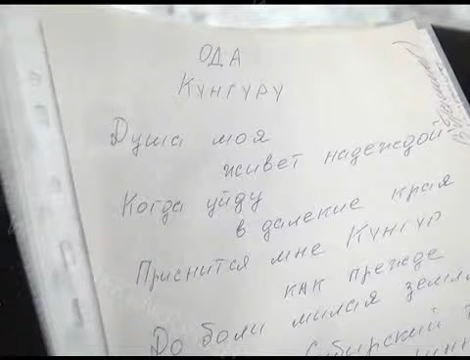 ОДА
КУНГУРУ
Душа моя
живет надеждой
Когда уйду
в далекие края
Приснится мне Кунгур
как прежде
До боли милая земля
Сибирский